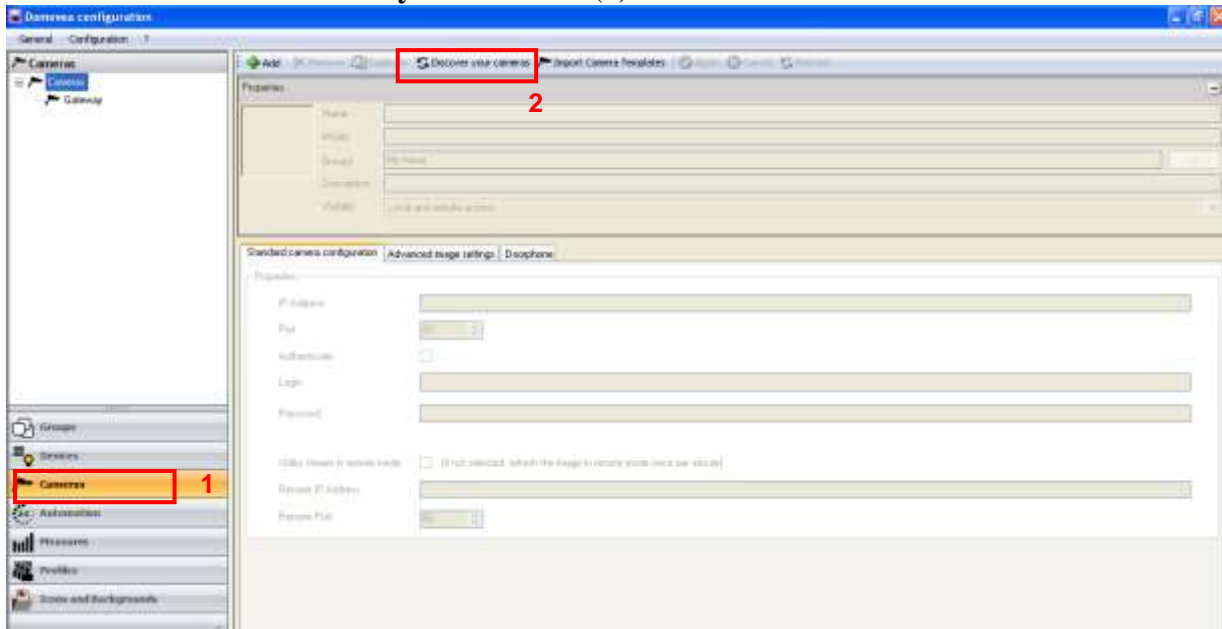 Domovea configuration
General Configuration ?
Cameras
Cameras
Gateway
Add Discover your cameras Import Camera Templates
2
Properties
Name
Model
Groups My home
Description
Visibility Local and remote access
Standard camera configuration Advanced image settings Doorphone
Properties
IP Address
Port 80
Authenticate
Login
Password
Video stream in remote mode (If not selected, refresh the image in remote mode once per minute)
Remote IP Address
Remote Port 80
Groups
Devices
Cameras 1
Automation
Measures
Profiles
Icons and Backgrounds